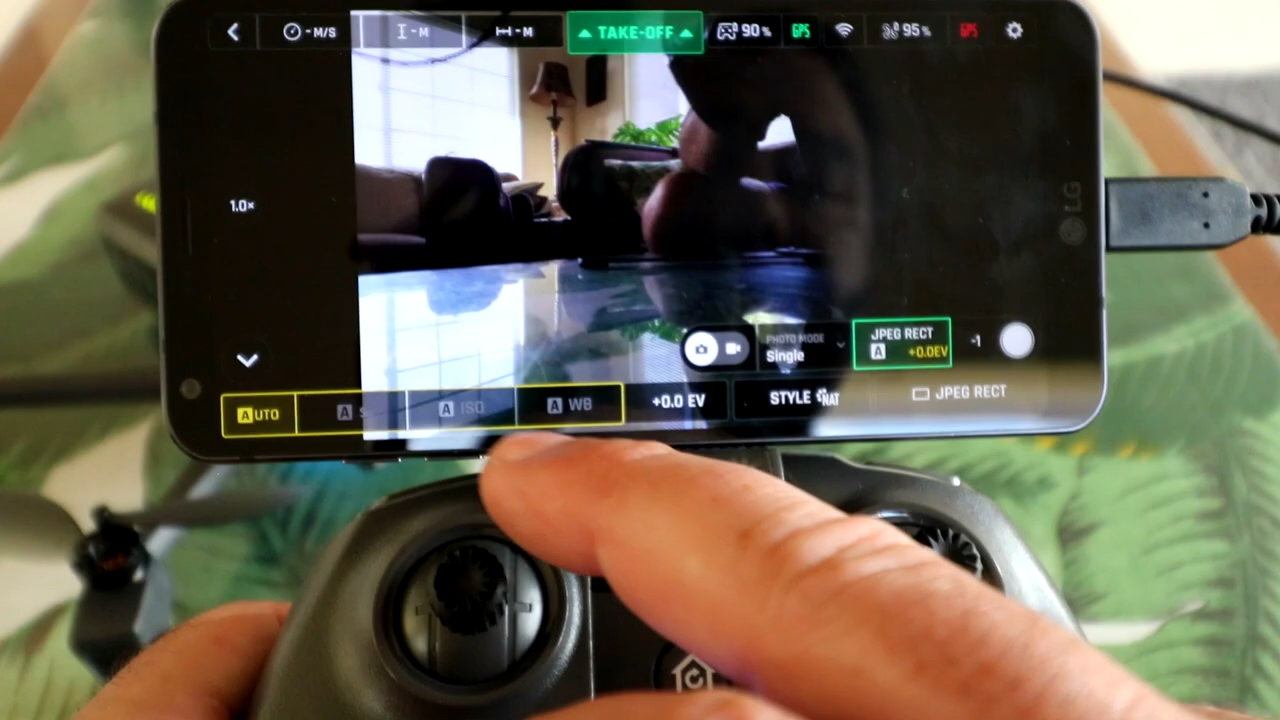 - M/S
- M
- M
TAKE-OFF
90%
GPS
95%
GPS
1.0×
LG
PHOTO MODE
Single
JPEG RECT
A +0.0EV
-1
AUTO
A S
A ISO
A WB
+0.0 EV
STYLE NAT
JPEG RECT